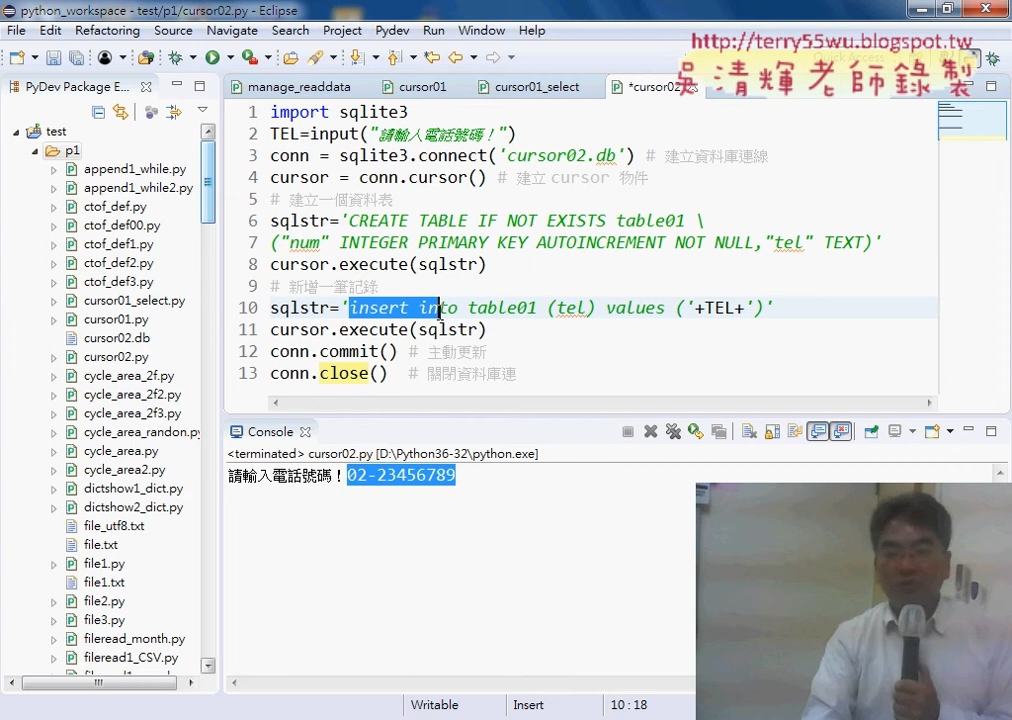 python_workspace - test/p1/cursor02.py - Eclipse
File Edit Refactoring Source Navigate Search Project Pydev Run Window Help
http://terry55wu.blogspot.tw
吳清輝老師錄製
PyDev Package E...
manage_readdata cursor01 cursor01_select *cursor02
test
p1
append1_while.py
append1_while2.py
ctof_def.py
ctof_def00.py
ctof_def1.py
ctof_def2.py
ctof_def3.py
cursor01_select.py
cursor01.py
cursor02.db
cursor02.py
cycle_area_2f.py
cycle_area_2f2.py
cycle_area_2f3.py
cycle_area_randon.py
cycle_area.py
cycle_area2.py
dictshow1_dict.py
dictshow2_dict.py
file_utf8.txt
file.txt
file1.py
file1.txt
file2.py
file3.py
fileread_month.py
fileread1_CSV.py
1 import sqlite3
2 TEL=input("請輸入電話號碼！")
3 conn = sqlite3.connect('cursor02.db') # 建立資料庫連線
4 cursor = conn.cursor() # 建立 cursor 物件
5 # 建立一個資料表
6 sqlstr='CREATE TABLE IF NOT EXISTS table01 \
7 ("num" INTEGER PRIMARY KEY AUTOINCREMENT NOT NULL,"tel" TEXT)'
8 cursor.execute(sqlstr)
9 # 新增一筆記錄
10 sqlstr='insert into table01 (tel) values ('+TEL+')'
11 cursor.execute(sqlstr)
12 conn.commit() # 主動更新
13 conn.close() # 關閉資料庫連
Console
<terminated> cursor02.py [D:\Python36-32\python.exe]
請輸入電話號碼！02-23456789
Writable Insert 10 : 18